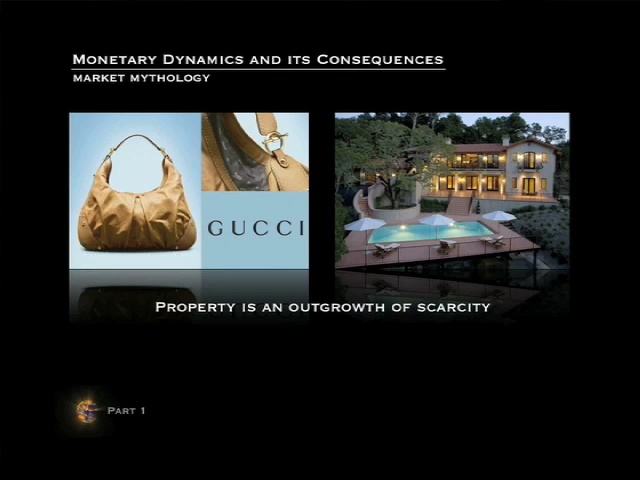 Monetary Dynamics and its Consequences
market mythology
GUCCI
Property is an outgrowth of scarcity
Part 1